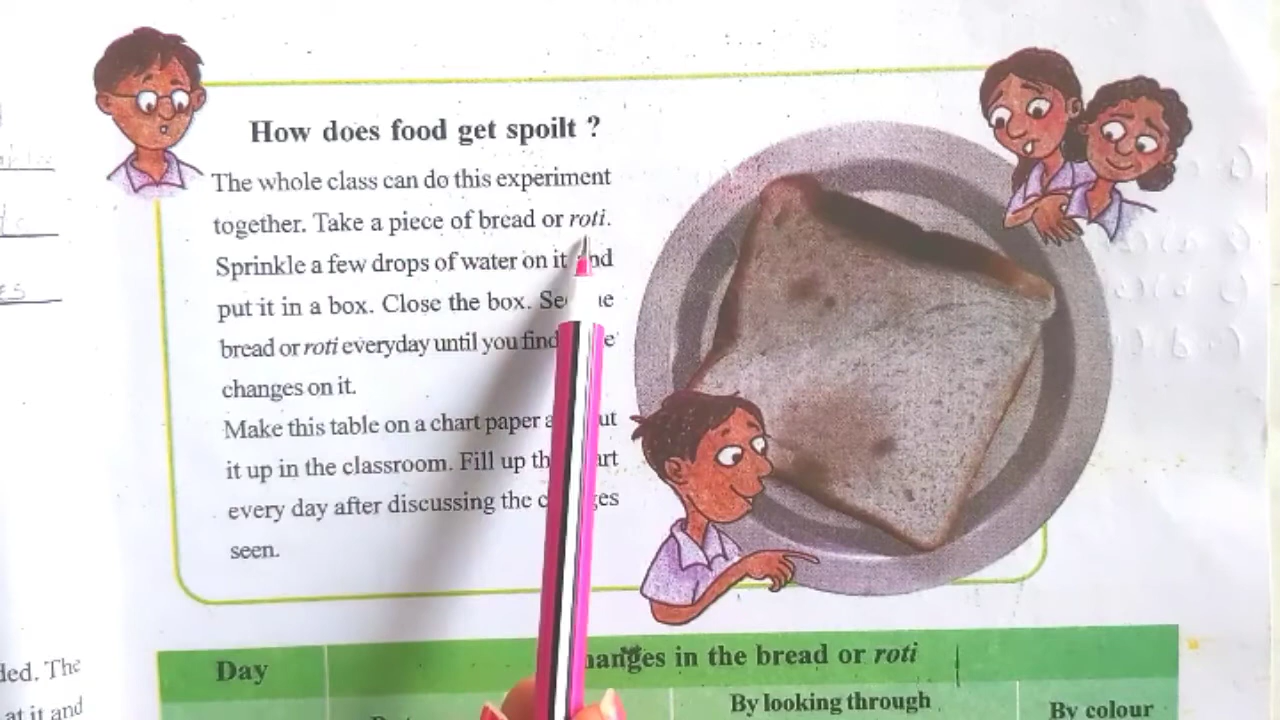 How does food get spoilt ?
The whole class can do this experiment
together. Take a piece of bread or roti.
Sprinkle a few drops of water on it
put it in a box. Close the box.
bread or roti everyday until you find
changes on it.
Make this table on a chart paper
it up in the classroom. Fill up
every day after discussing the
seen.
Day
in the bread or roti
By looking through
By colour
ded. The
at it and